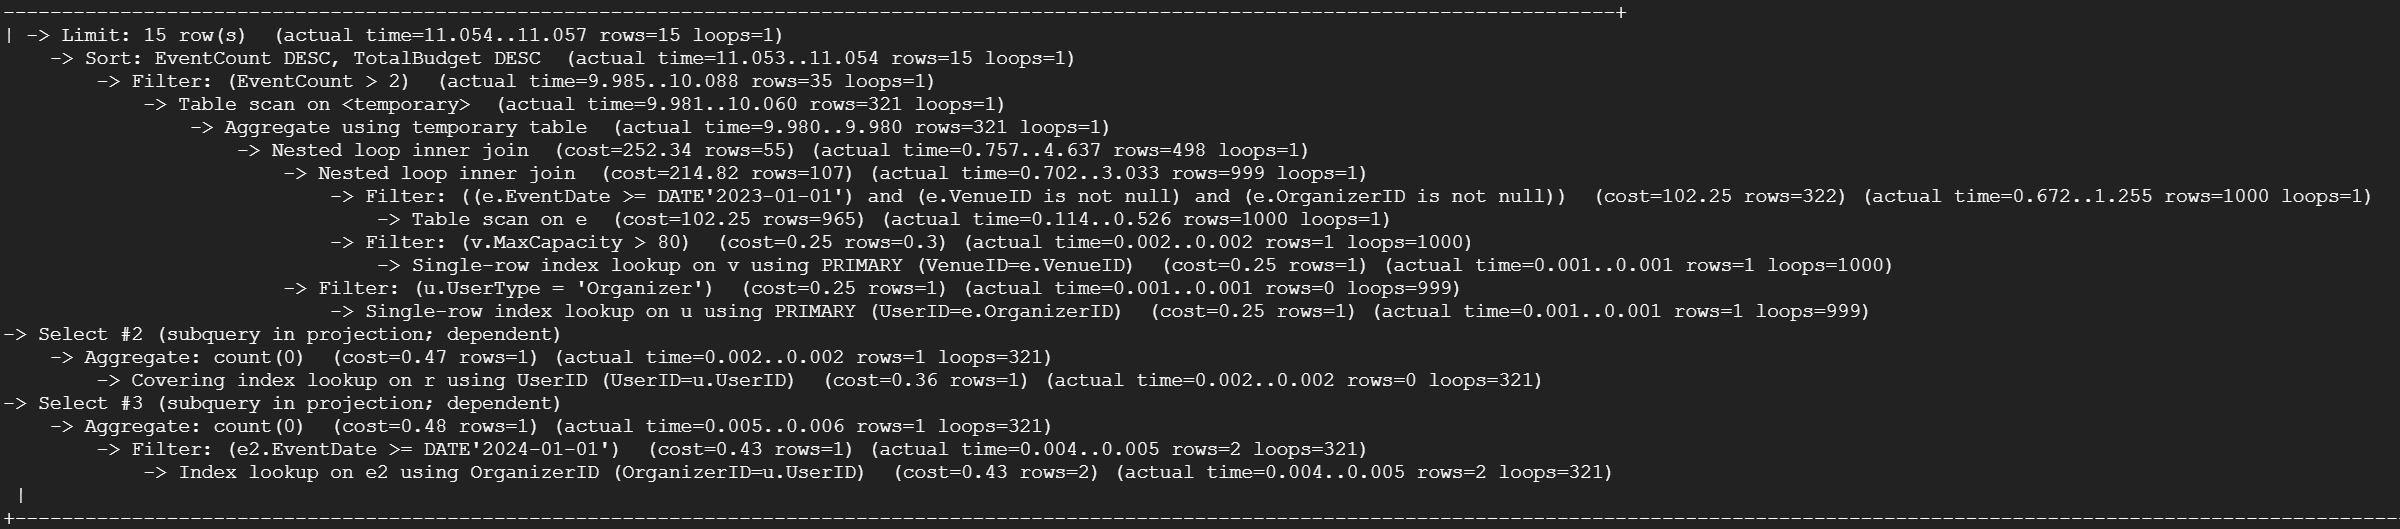 -----------------------------------------------------------------------------------------------------------------------------------------+
| -> Limit: 15 row(s)  (actual time=11.054..11.057 rows=15 loops=1)
    -> Sort: EventCount DESC, TotalBudget DESC  (actual time=11.053..11.054 rows=15 loops=1)
        -> Filter: (EventCount > 2)  (actual time=9.985..10.088 rows=35 loops=1)
            -> Table scan on <temporary>  (actual time=9.981..10.060 rows=321 loops=1)
                -> Aggregate using temporary table  (actual time=9.980..9.980 rows=321 loops=1)
                    -> Nested loop inner join  (cost=252.34 rows=55) (actual time=0.757..4.637 rows=498 loops=1)
                        -> Nested loop inner join  (cost=214.82 rows=107) (actual time=0.702..3.033 rows=999 loops=1)
                            -> Filter: ((e.EventDate >= DATE'2023-01-01') and (e.VenueID is not null) and (e.OrganizerID is not null))  (cost=102.25 rows=322) (actual time=0.672..1.255 rows=1000 loops=1)
                                -> Table scan on e  (cost=102.25 rows=965) (actual time=0.114..0.526 rows=1000 loops=1)
                            -> Filter: (v.MaxCapacity > 80)  (cost=0.25 rows=0.3) (actual time=0.002..0.002 rows=1 loops=1000)
                                -> Single-row index lookup on v using PRIMARY (VenueID=e.VenueID)  (cost=0.25 rows=1) (actual time=0.001..0.001 rows=1 loops=1000)
                        -> Filter: (u.UserType = 'Organizer')  (cost=0.25 rows=1) (actual time=0.001..0.001 rows=0 loops=999)
                            -> Single-row index lookup on u using PRIMARY (UserID=e.OrganizerID)  (cost=0.25 rows=1) (actual time=0.001..0.001 rows=1 loops=999)
-> Select #2 (subquery in projection; dependent)
    -> Aggregate: count(0)  (cost=0.47 rows=1) (actual time=0.002..0.002 rows=1 loops=321)
        -> Covering index lookup on r using UserID (UserID=u.UserID)  (cost=0.36 rows=1) (actual time=0.002..0.002 rows=0 loops=321)
-> Select #3 (subquery in projection; dependent)
    -> Aggregate: count(0)  (cost=0.48 rows=1) (actual time=0.005..0.006 rows=1 loops=321)
        -> Filter: (e2.EventDate >= DATE'2024-01-01')  (cost=0.43 rows=1) (actual time=0.004..0.005 rows=2 loops=321)
            -> Index lookup on e2 using OrganizerID (OrganizerID=u.UserID)  (cost=0.43 rows=2) (actual time=0.004..0.005 rows=2 loops=321)
 |
+-----------------------------------------------------------------------------------------------------------------------------------------